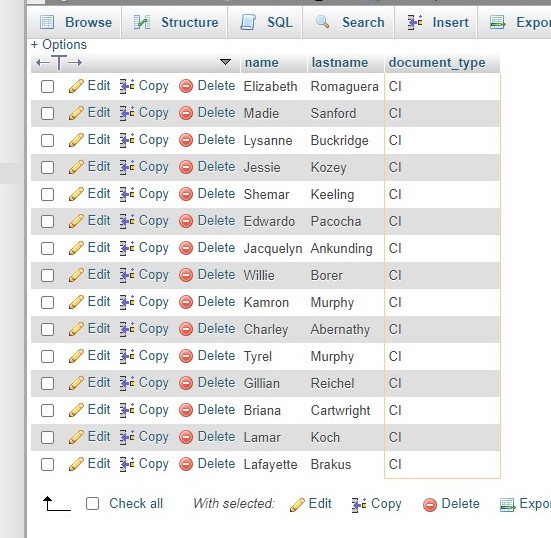 Browse Structure SQL Search Insert Expor
+ Options
name lastname document_type
Edit Copy Delete Elizabeth Romaguera CI
Edit Copy Delete Madie Sanford CI
Edit Copy Delete Lysanne Buckridge CI
Edit Copy Delete Jessie Kozey CI
Edit Copy Delete Shemar Keeling CI
Edit Copy Delete Edwardo Pacocha CI
Edit Copy Delete Jacquelyn Ankunding CI
Edit Copy Delete Willie Borer CI
Edit Copy Delete Kamron Murphy CI
Edit Copy Delete Charley Abernathy CI
Edit Copy Delete Tyrel Murphy CI
Edit Copy Delete Gillian Reichel CI
Edit Copy Delete Briana Cartwright CI
Edit Copy Delete Lamar Koch CI
Edit Copy Delete Lafayette Brakus CI
Check all With selected: Edit Copy Delete Expor